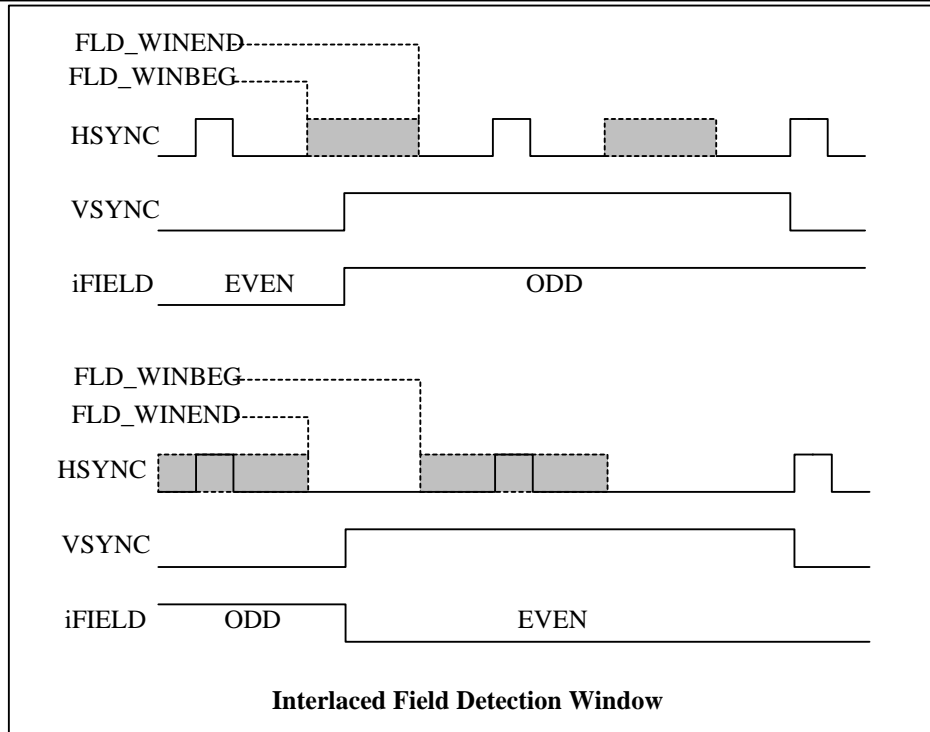 FLD_WINEND
FLD_WINBEG
HSYNC
VSYNC
iFIELD EVEN ODD
FLD_WINBEG
FLD_WINEND
HSYNC
VSYNC
iFIELD ODD EVEN
Interlaced Field Detection Window